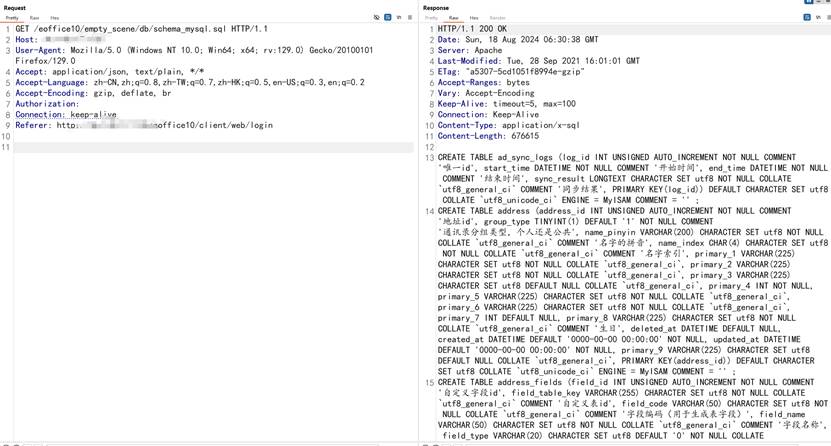 Request
Pretty Raw Hex
1 GET /eoffice10/empty_scene/db/schema_mysql.sql HTTP/1.1
2 Host:
3 User-Agent: Mozilla/5.0 (Windows NT 10.0; Win64; x64; rv:129.0) Gecko/20100101
Firefox/129.0
4 Accept: application/json, text/plain, */*
5 Accept-Language: zh-CN,zh;q=0.8,zh-TW;q=0.7,zh-HK;q=0.5,en-US;q=0.3,en;q=0.2
6 Accept-Encoding: gzip, deflate, br
7 Authorization:
8 Connection: keep-alive
9 Referer: http office10/client/web/login
10
11
Response
Pretty Raw Hex Render
1 HTTP/1.1 200 OK
2 Date: Sun, 18 Aug 2024 06:30:38 GMT
3 Server: Apache
4 Last-Modified: Tue, 28 Sep 2021 16:01:01 GMT
5 ETag: "a5307-5cd1051f8994e-gzip"
6 Accept-Ranges: bytes
7 Vary: Accept-Encoding
8 Keep-Alive: timeout=5, max=100
9 Connection: Keep-Alive
10 Content-Type: application/x-sql
11 Content-Length: 676615
12
13 CREATE TABLE ad_sync_logs (log_id INT UNSIGNED AUTO_INCREMENT NOT NULL COMMENT
'唯一id', start_time DATETIME NOT NULL COMMENT '开始时间', end_time DATETIME NOT
NULL COMMENT '结束时间', sync_result LONGTEXT CHARACTER SET utf8 NOT NULL COLLATE
`utf8_general_ci` COMMENT '同步结果', PRIMARY KEY(log_id)) DEFAULT CHARACTER SET utf8
COLLATE `utf8_unicode_ci` ENGINE = MyISAM COMMENT = '' ;
14 CREATE TABLE address (address_id INT UNSIGNED AUTO_INCREMENT NOT NULL COMMENT
'地址id', group_type TINYINT(1) DEFAULT '1' NOT NULL COMMENT
'通讯录分组类型，个人还是公共', name_pinyin VARCHAR(200) CHARACTER SET utf8 NOT
NULL COLLATE `utf8_general_ci` COMMENT '名字的拼音', name_index CHAR(4) CHARACTER SET utf8
NOT NULL COLLATE `utf8_general_ci` COMMENT '名字索引', primary_1 VARCHAR(225)
CHARACTER SET utf8 NOT NULL COLLATE `utf8_general_ci`, primary_2 VARCHAR(225)
CHARACTER SET utf8 NOT NULL COLLATE `utf8_general_ci`, primary_3 VARCHAR(225)
CHARACTER SET utf8 DEFAULT NULL COLLATE `utf8_general_ci`, primary_4 INT NOT NULL,
primary_5 VARCHAR(225) CHARACTER SET utf8 NOT NULL COLLATE `utf8_general_ci`,
primary_6 VARCHAR(225) CHARACTER SET utf8 NOT NULL COLLATE `utf8_general_ci`,
primary_7 INT DEFAULT NULL, primary_8 VARCHAR(225) CHARACTER SET utf8 NOT NULL
COLLATE `utf8_general_ci` COMMENT '生日', deleted_at DATETIME DEFAULT NULL,
created_at DATETIME DEFAULT '0000-00-00 00:00:00' NOT NULL, updated_at DATETIME
DEFAULT '0000-00-00 00:00:00' NOT NULL, primary_9 VARCHAR(225) CHARACTER SET utf8
DEFAULT NULL COLLATE `utf8_general_ci`, PRIMARY KEY(address_id)) DEFAULT CHARACTER
SET utf8 COLLATE `utf8_unicode_ci` ENGINE = MyISAM COMMENT = '' ;
15 CREATE TABLE address_fields (field_id INT UNSIGNED AUTO_INCREMENT NOT NULL COMMENT
'自定义字段id', field_table_key VARCHAR(255) CHARACTER SET utf8 NOT NULL COLLATE
`utf8_general_ci` COMMENT '自定义表id', field_code VARCHAR(50) CHARACTER SET utf8 NOT
NULL COLLATE `utf8_general_ci` COMMENT '字段编码（用于生成表字段）', field_name
VARCHAR(50) CHARACTER SET utf8 NOT NULL COLLATE `utf8_general_ci` COMMENT '字段名称',
field_type VARCHAR(20) CHARACTER SET utf8 DEFAULT '0' NOT NULL COLLATE